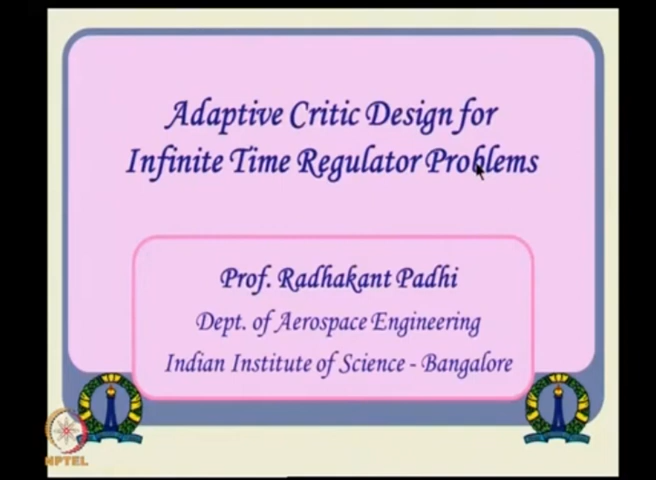 Adaptive Critic Design for
Infinite Time Regulator Problems
Prof. Radhakant Padhi
Dept. of Aerospace Engineering
Indian Institute of Science - Bangalore
NPTEL